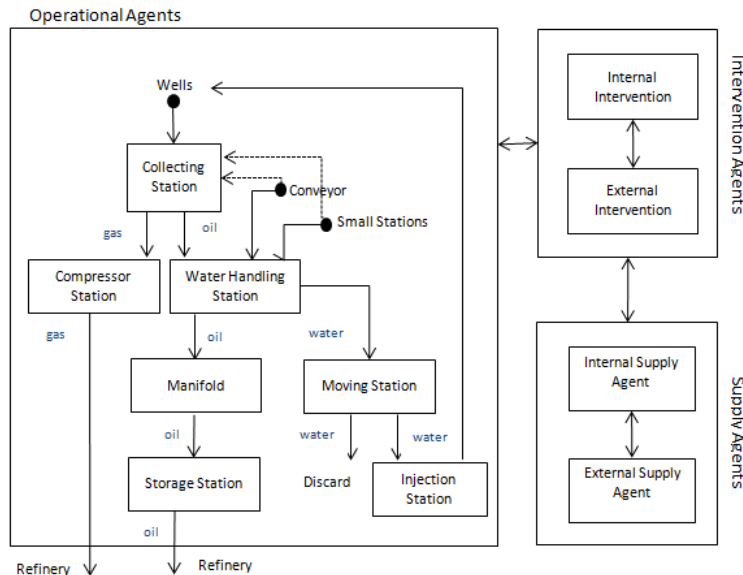 Operational Agents
Wells
Collecting
Station
Conveyor
Small Stations
gas
oil
Compressor
Station
Water Handling
Station
gas
oil
water
Manifold
Moving Station
oil
water
water
Storage Station
Discard
Injection
Station
oil
Refinery
Refinery
Internal
Intervention
External
Intervention
Intervention Agents
Internal Supply
Agent
External Supply
Agent
Supply Agents